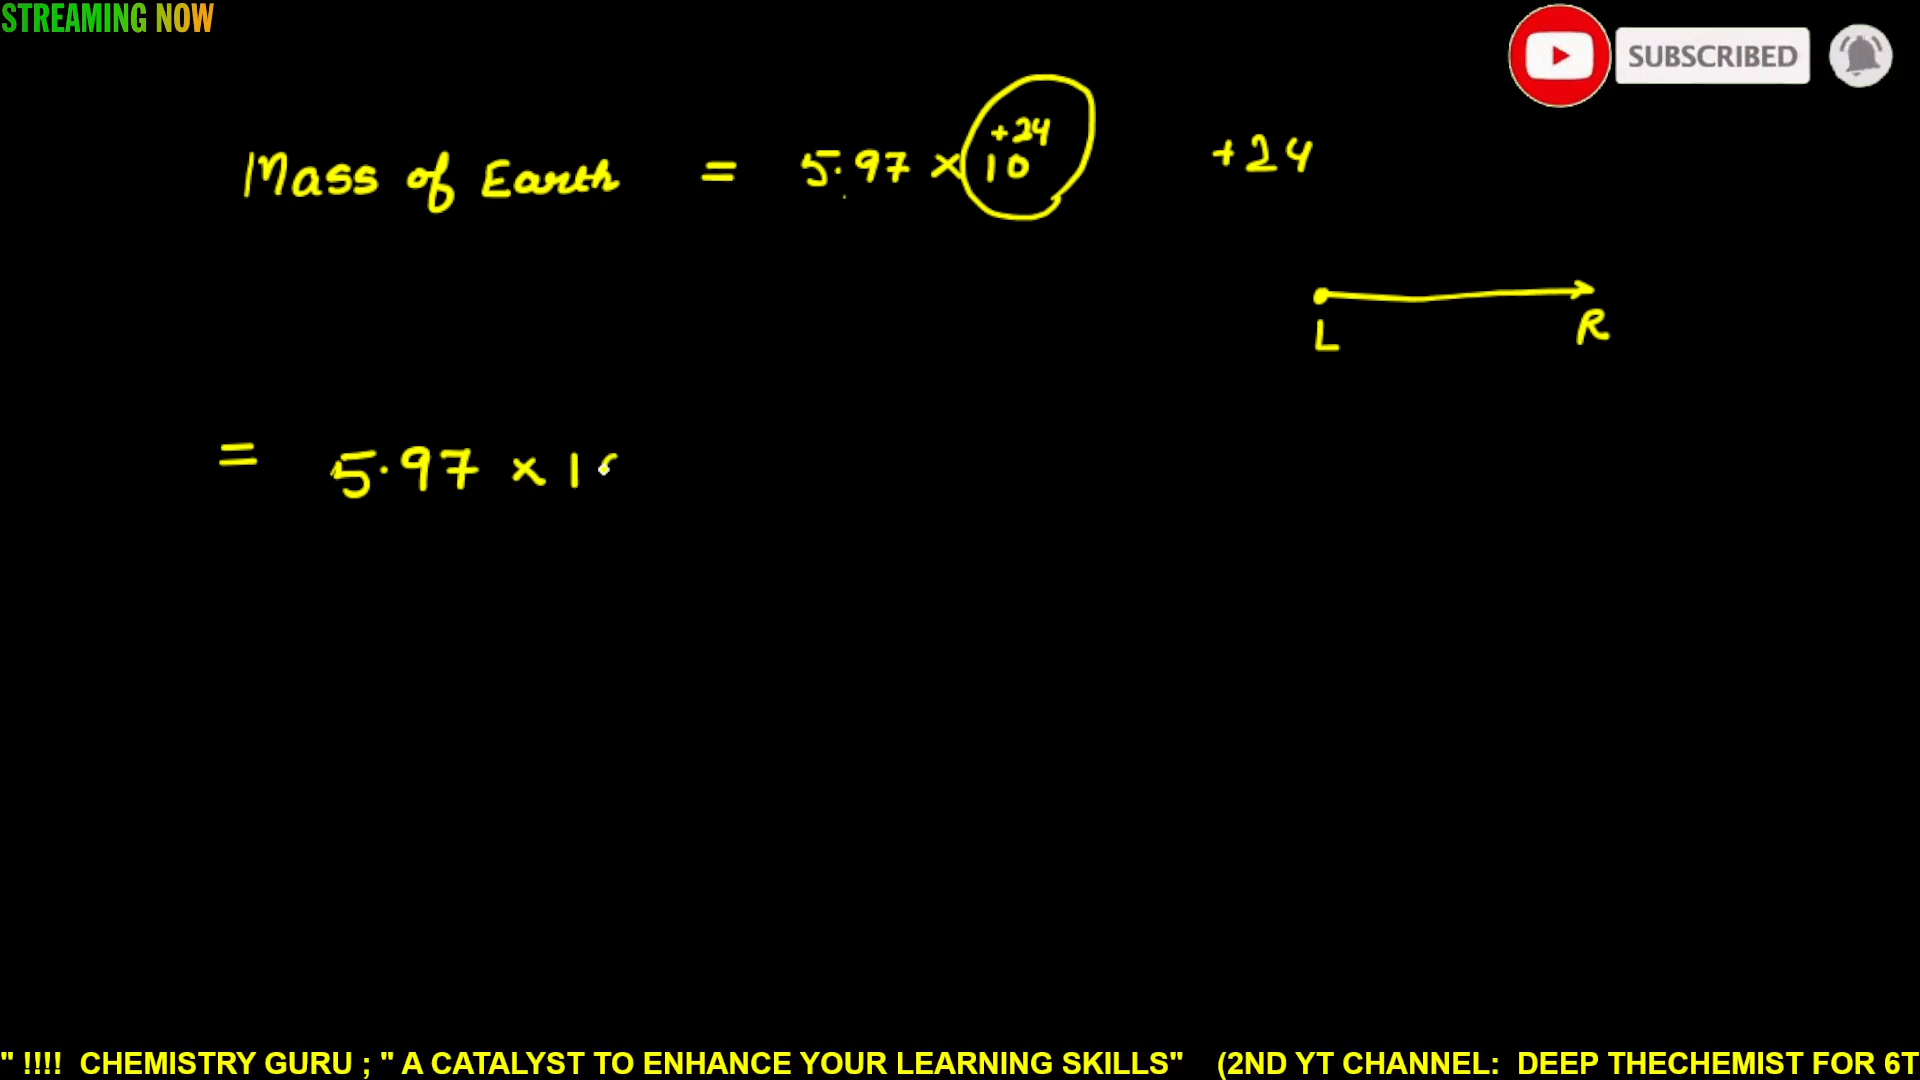 STREAMING NOW
SUBSCRIBED
Mass of Earth = 5.97 × 10⁺²⁴ +24
L R
= 5.97 × 1
" !!!! CHEMISTRY GURU ; " A CATALYST TO ENHANCE YOUR LEARNING SKILLS" (2ND YT CHANNEL: DEEP THECHEMIST FOR 6T